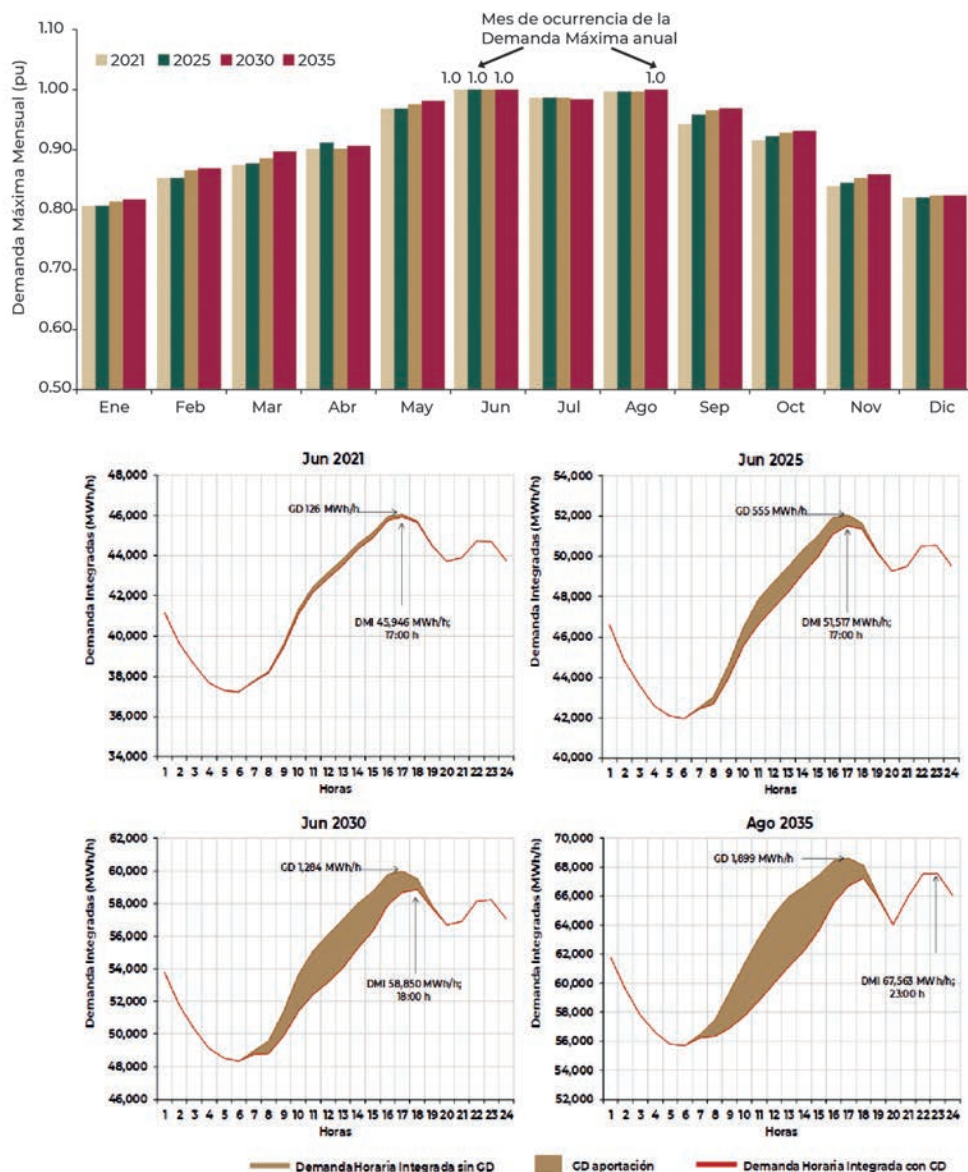 Mes de ocurrencia de la
Demanda Máxima anual
Demanda Máxima Mensual (pu)
1.10
1.00
0.90
0.80
0.70
0.60
0.50
2021 2025 2030 2035
1.0 1.0 1.0 1.0
Ene Feb Mar Abr May Jun Jul Ago Sep Oct Nov Dic
Jun 2021
Demanda Integradas (MWh/h)
48,000
46,000
44,000
42,000
40,000
38,000
36,000
34,000
GD 126 MWh/h
DMI 45,946 MWh/h;
17:00 h
1 2 3 4 5 6 7 8 9 10 11 12 13 14 15 16 17 18 19 20 21 22 23 24
Horas
Jun 2025
Demanda Integradas (MWh/h)
54,000
52,000
50,000
48,000
46,000
44,000
42,000
40,000
GD 555 MWh/h
DMI 51,517 MWh/h;
17:00 h
1 2 3 4 5 6 7 8 9 10 11 12 13 14 15 16 17 18 19 20 21 22 23 24
Horas
Jun 2030
Demanda Integradas (MWh/h)
62,000
60,000
58,000
56,000
54,000
52,000
50,000
48,000
46,000
GD 1,284 MWh/h
DMI 58,850 MWh/h;
18:00 h
1 2 3 4 5 6 7 8 9 10 11 12 13 14 15 16 17 18 19 20 21 22 23 24
Horas
Ago 2035
Demanda Integradas (MWh/h)
70,000
68,000
66,000
64,000
62,000
60,000
58,000
56,000
54,000
52,000
GD 1,899 MWh/h
DMI 67,563 MWh/h;
23:00 h
1 2 3 4 5 6 7 8 9 10 11 12 13 14 15 16 17 18 19 20 21 22 23 24
Horas
Demanda Horaria Integrada sin GD GD aportación Demanda Horaria Integrada con GD